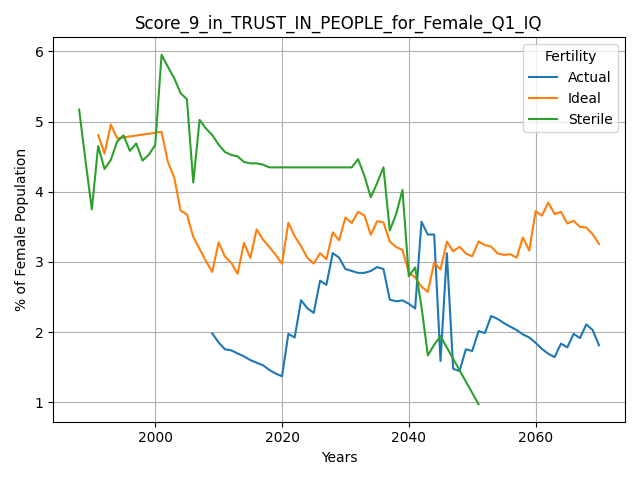 Score_9_in_TRUST_IN_PEOPLE_for_Female_Q1_IQ
Fertility
Actual
Ideal
Sterile
% of Female Population
6
5
4
3
2
1
2000
2020
2040
2060
Years